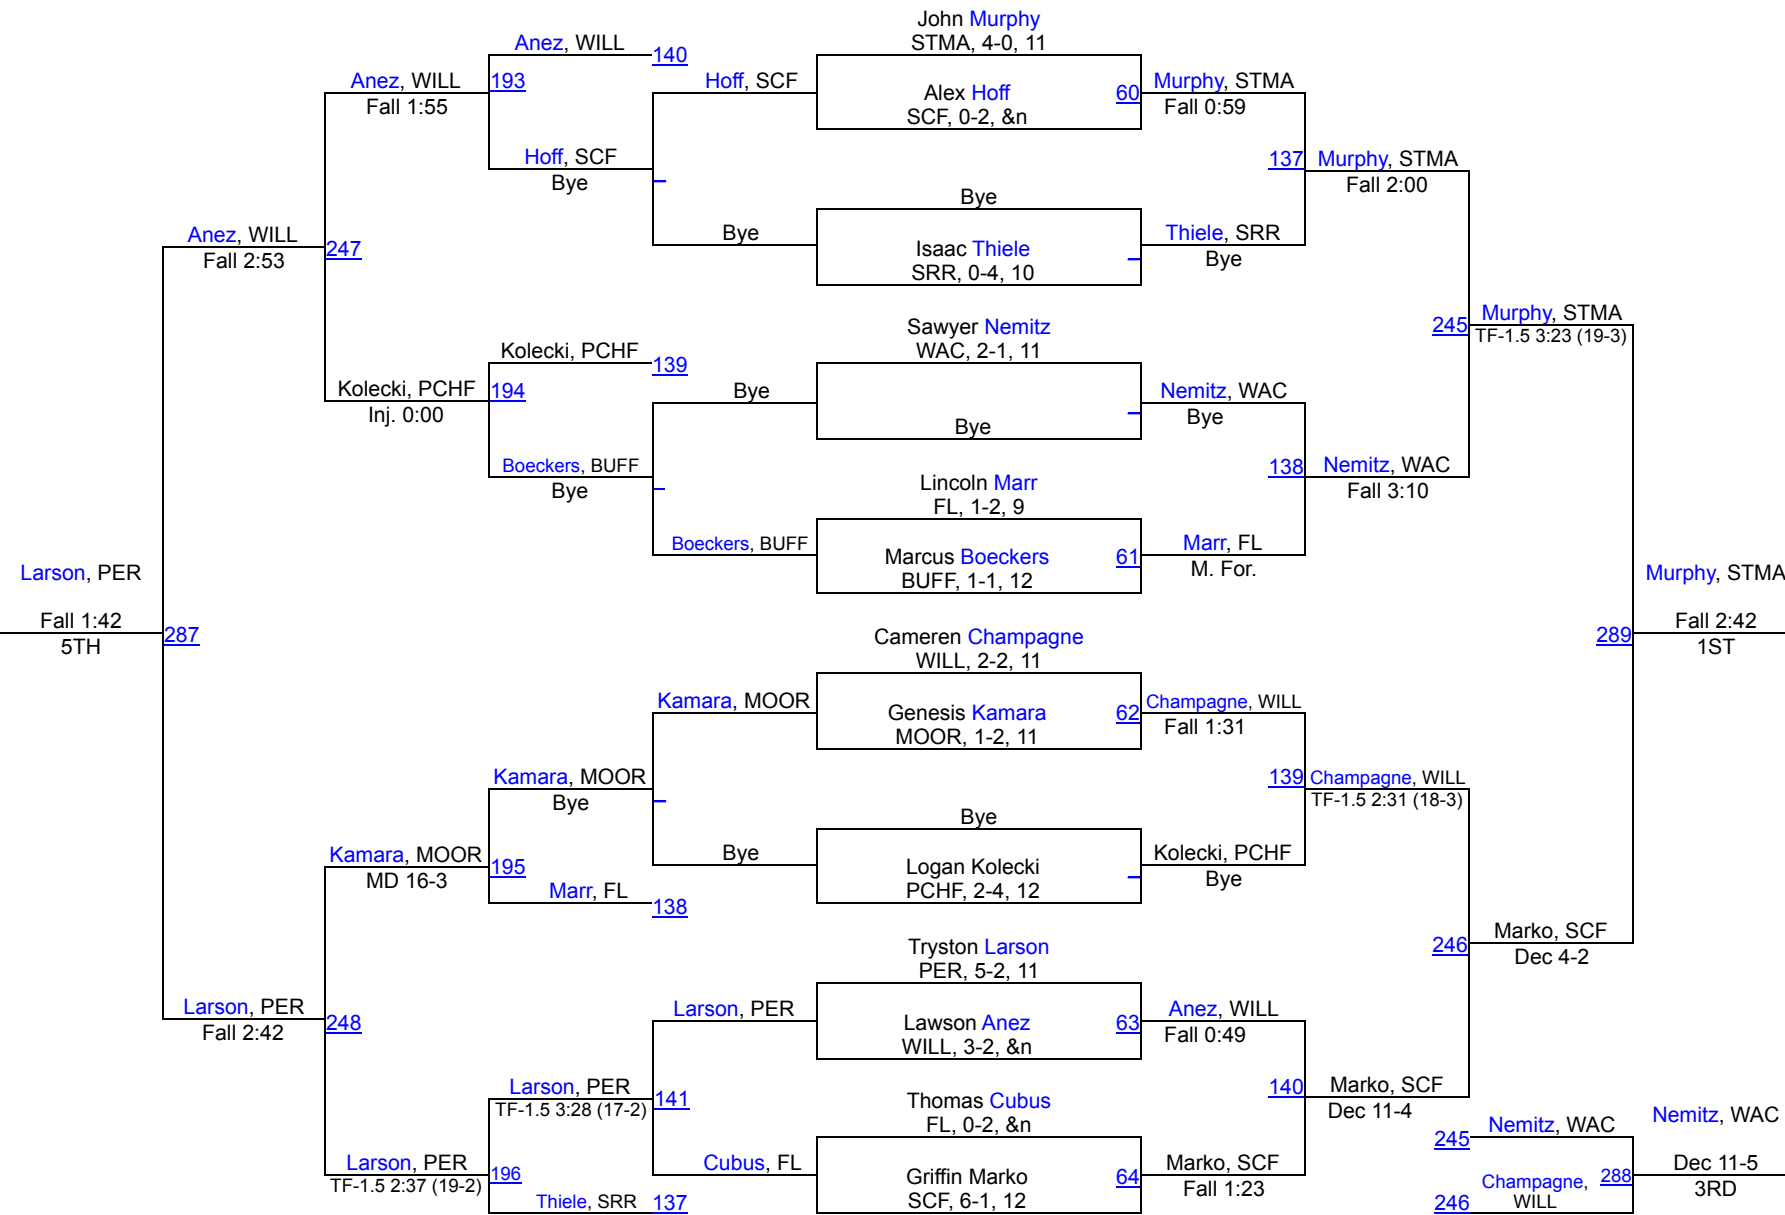 John Murphy
STMA, 4-0, 11
Anez, WILL
140
Anez, WILL
193
Fall 1:55
Hoff, SCF
Alex Hoff
SCF, 0-2, &n
60
Murphy, STMA
Fall 0:59
Hoff, SCF
Bye
137
Murphy, STMA
Fall 2:00
Bye
Bye
Isaac Thiele
SRR, 0-4, 10
Thiele, SRR
Bye
Anez, WILL
Fall 2:53
247
Sawyer Nemitz
WAC, 2-1, 11
245
Murphy, STMA
TF-1.5 3:23 (19-3)
Kolecki, PCHF
139
Kolecki, PCHF
Inj. 0:00
194
Bye
Bye
Nemitz, WAC
Bye
Boeckers, BUFF
Bye
138
Nemitz, WAC
Fall 3:10
Lincoln Marr
FL, 1-2, 9
Boeckers, BUFF
Marcus Boeckers
BUFF, 1-1, 12
61
Marr, FL
M. For.
Larson, PER
Fall 1:42
5TH
287
Murphy, STMA
Fall 2:42
1ST
289
Cameren Champagne
WILL, 2-2, 11
Kamara, MOOR
Genesis Kamara
MOOR, 1-2, 11
62
Champagne, WILL
Fall 1:31
Kamara, MOOR
Bye
139
Champagne, WILL
TF-1.5 2:31 (18-3)
Bye
Bye
Logan Kolecki
PCHF, 2-4, 12
Kolecki, PCHF
Bye
Kamara, MOOR
MD 16-3
195
Marr, FL
138
Tryston Larson
PER, 5-2, 11
246
Marko, SCF
Dec 4-2
Larson, PER
Fall 2:42
248
Larson, PER
Lawson Anez
WILL, 3-2, &n
63
Anez, WILL
Fall 0:49
Larson, PER
TF-1.5 3:28 (17-2)
141
Thomas Cubus
FL, 0-2, &n
140
Marko, SCF
Dec 11-4
Larson, PER
TF-1.5 2:37 (19-2)
196
Thiele, SRR
137
Cubus, FL
Griffin Marko
SCF, 6-1, 12
64
Marko, SCF
Fall 1:23
245
Nemitz, WAC
246
Champagne,
WILL
288
Nemitz, WAC
Dec 11-5
3RD